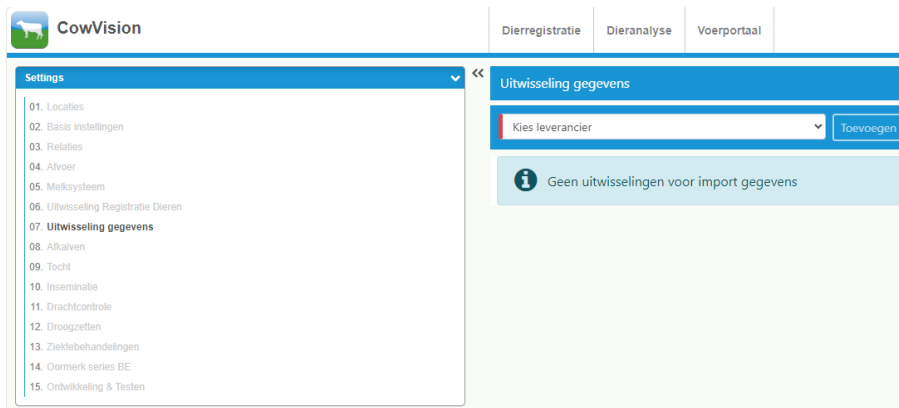 CowVision
Dierregistratie
Dieranalyse
Voerportaal
Settings
01. Locaties
02. Basis instellingen
03. Relaties
04. Afvoer
05. Melksysteem
06. Uitwisseling Registratie Dieren
07. Uitwisseling gegevens
08. Afkalven
09. Tocht
10. Inseminatie
11. Drachtcontrole
12. Droogzetten
13. Ziektebehandelingen
14. Oormerk series BE
15. Ontwikkeling & Testen
Uitwisseling gegevens
Kies leverancier
Toevoegen
Geen uitwisselingen voor import gegevens